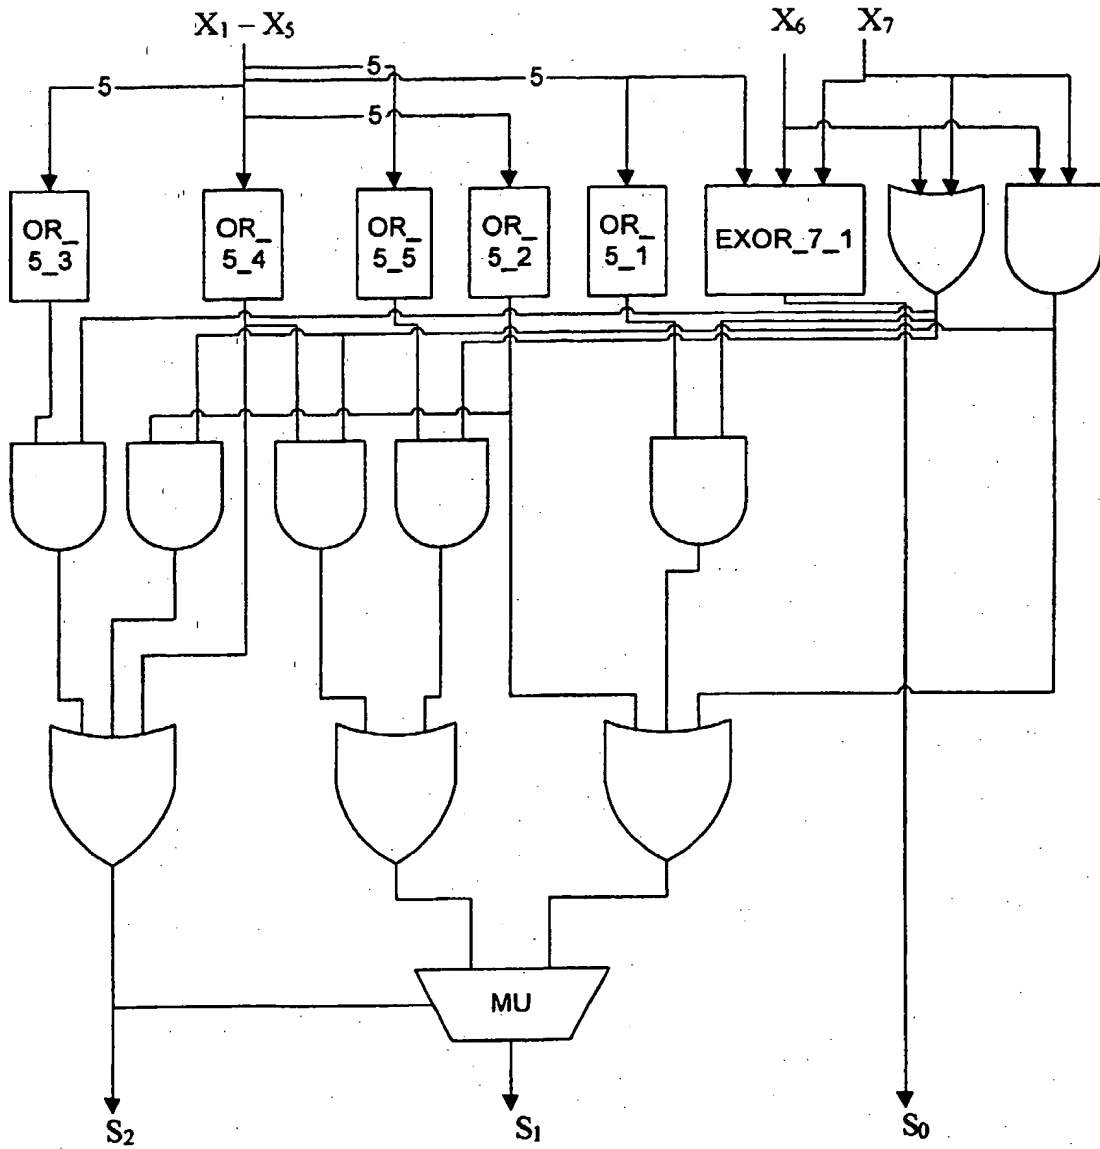 X₁ – X₅
X₆
X₇
5
5
5
5
OR_
5_3
OR_
5_4
OR_
5_5
OR_
5_2
OR_
5_1
EXOR_7_1
MU
S₂
S₁
S₀